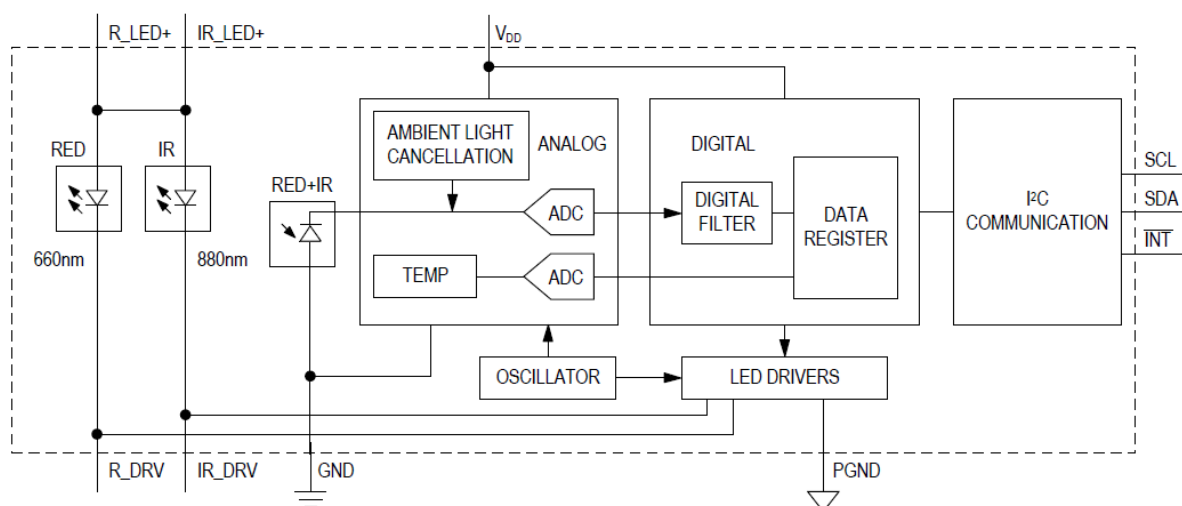 R_LED+
IR_LED+
VDD
RED
IR
660nm
880nm
RED+IR
AMBIENT LIGHT
CANCELLATION
ANALOG
ADC
TEMP
ADC
DIGITAL
DIGITAL
FILTER
DATA
REGISTER
I²C
COMMUNICATION
SCL
SDA
INT
OSCILLATOR
LED DRIVERS
R_DRV
IR_DRV
GND
PGND